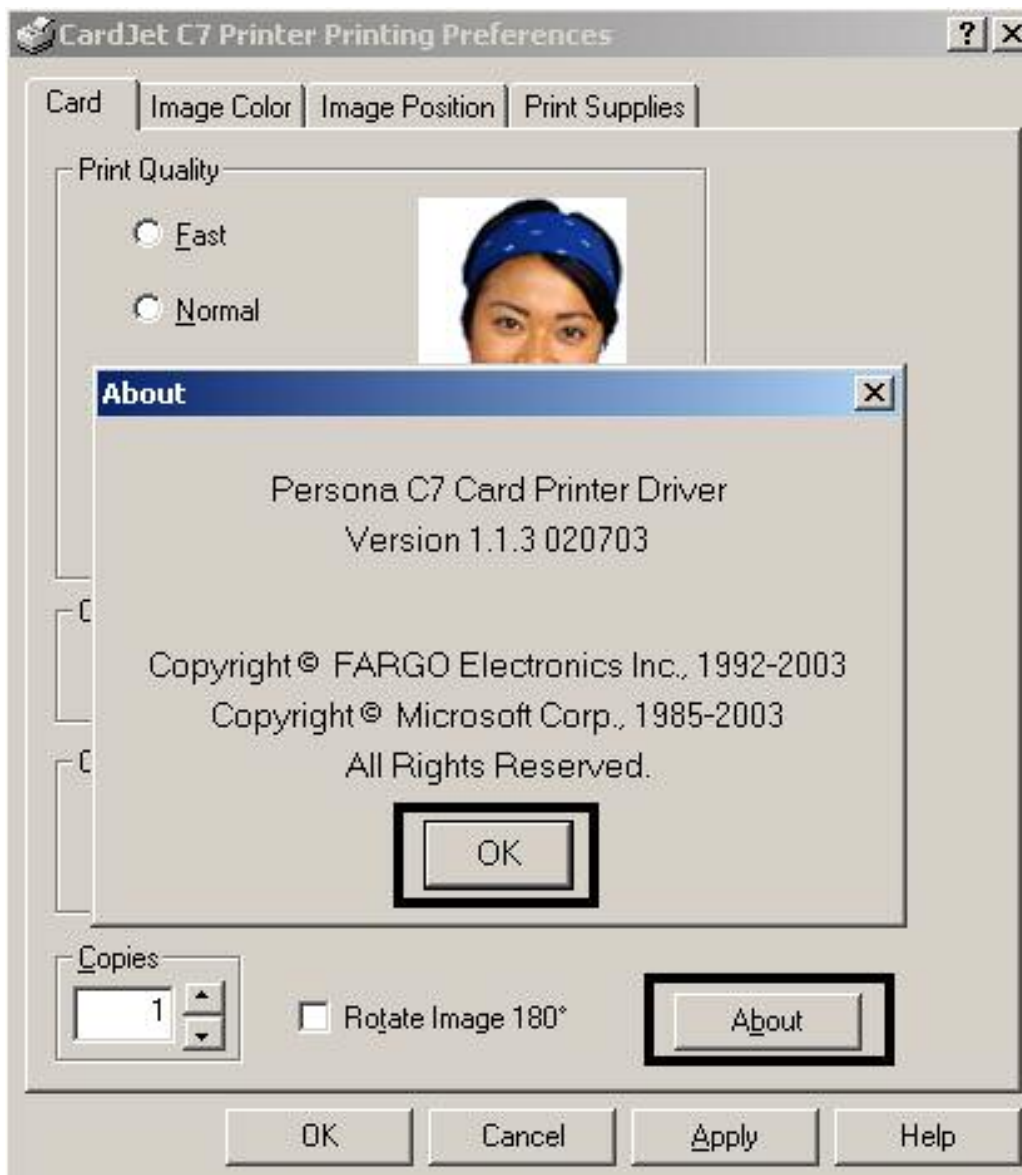 CardJet C7 Printer Printing Preferences
Card Image Color Image Position Print Supplies
Print Quality
Fast
Normal
About
Persona C7 Card Printer Driver
Version 1.1.3 020703
Copyright © FARGO Electronics Inc., 1992-2003
Copyright © Microsoft Corp., 1985-2003
All Rights Reserved.
OK
Copies
1
Rotate Image 180°
About
OK Cancel Apply Help